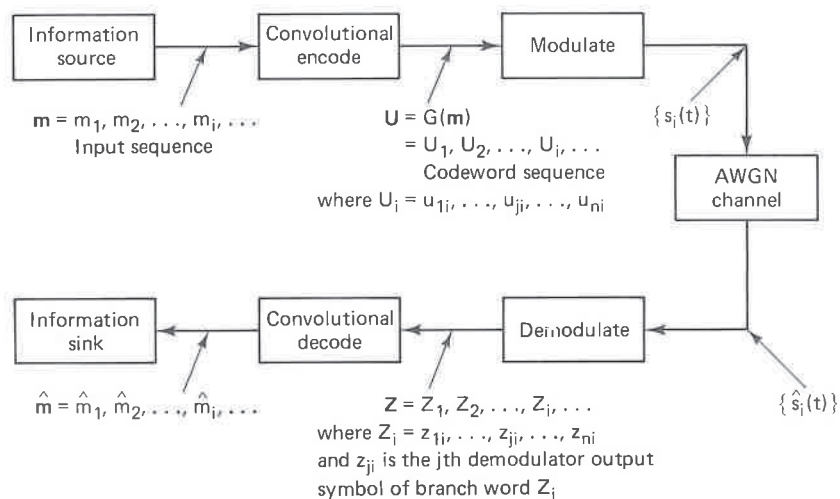 Information
source
Convolutional
encode
Modulate
m = m₁, m₂, . . ., mᵢ, . . .
Input sequence
U = G(m)
= U₁, U₂, . . ., Uᵢ, . . .
Codeword sequence
where Uᵢ = u₁ᵢ, . . ., uⱼᵢ, . . ., uₙᵢ
{sᵢ(t)}
AWGN
channel
Information
sink
Convolutional
decode
Demodulate
m̂ = m̂₁, m̂₂, . . ., m̂ᵢ, . . .
Z = Z₁, Z₂, . . ., Zᵢ, . . .
where Zᵢ = z₁ᵢ, . . ., zⱼᵢ, . . ., zₙᵢ
and zⱼᵢ is the jth demodulator output
symbol of branch word Zᵢ
{ŝᵢ(t)}